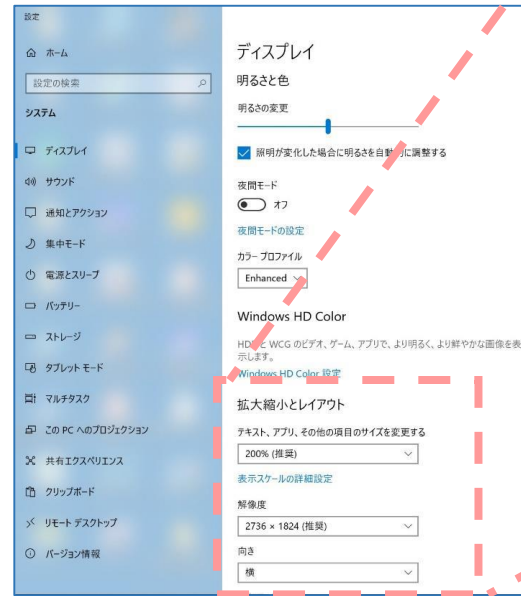 設定
ホーム
設定の検索
システム
ディスプレイ
サウンド
通知とアクション
集中モード
電源とスリープ
バッテリー
ストレージ
タブレット モード
マルチタスク
この PC へのプロジェクション
共有エクスペリエンス
クリップボード
リモート デスクトップ
バージョン情報
ディスプレイ
明るさと色
明るさの変更
照明が変化した場合に明るさを自動的に調整する
夜間モード
オフ
夜間モードの設定
カラー プロファイル
Enhanced
Windows HD Color
HDR と WCG のビデオ、ゲーム、アプリで、より明るく、より鮮やかな画像を表
示します。
Windows HD Color 設定
拡大縮小とレイアウト
テキスト、アプリ、その他の項目のサイズを変更する
200% (推奨)
表示スケールの詳細設定
解像度
2736 × 1824 (推奨)
向き
横